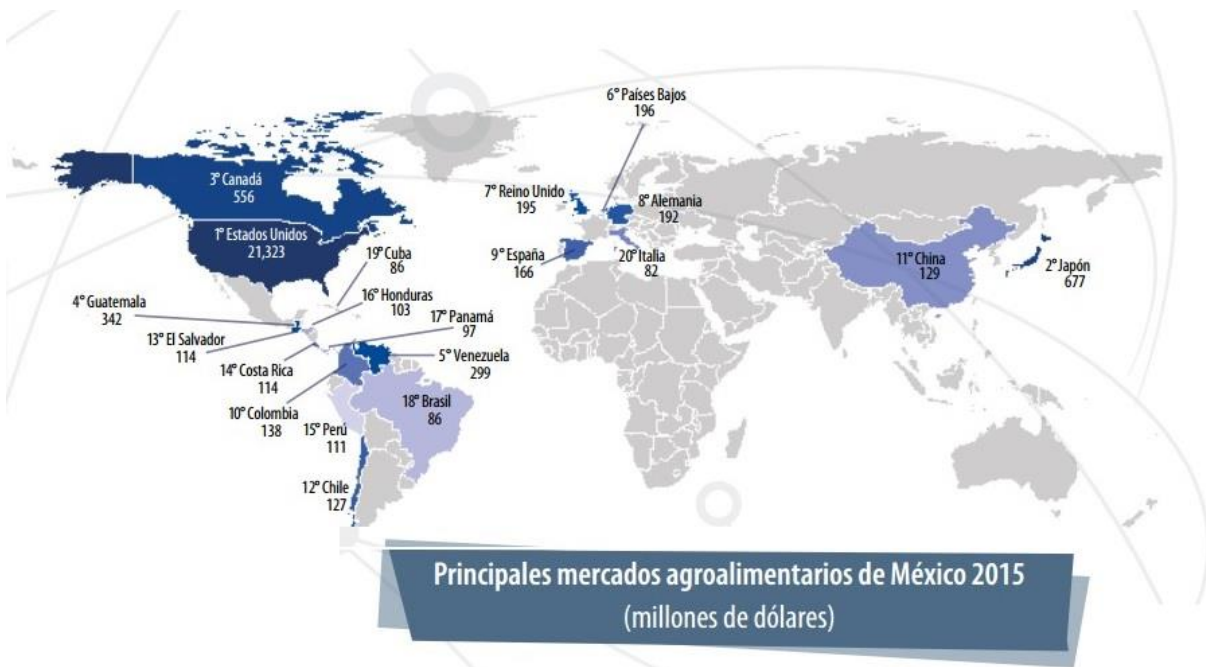 6° Países Bajos
196
3° Canadá
556
7° Reino Unido
195
8° Alemania
192
1° Estados Unidos
21,323
19° Cuba
86
9° España
166
20° Italia
82
11° China
129
2° Japón
677
4° Guatemala
342
16° Honduras
103
17° Panamá
97
13° El Salvador
114
5° Venezuela
299
14° Costa Rica
114
18° Brasil
86
10° Colombia
138
15° Perú
111
12° Chile
127
Principales mercados agroalimentarios de México 2015
(millones de dólares)